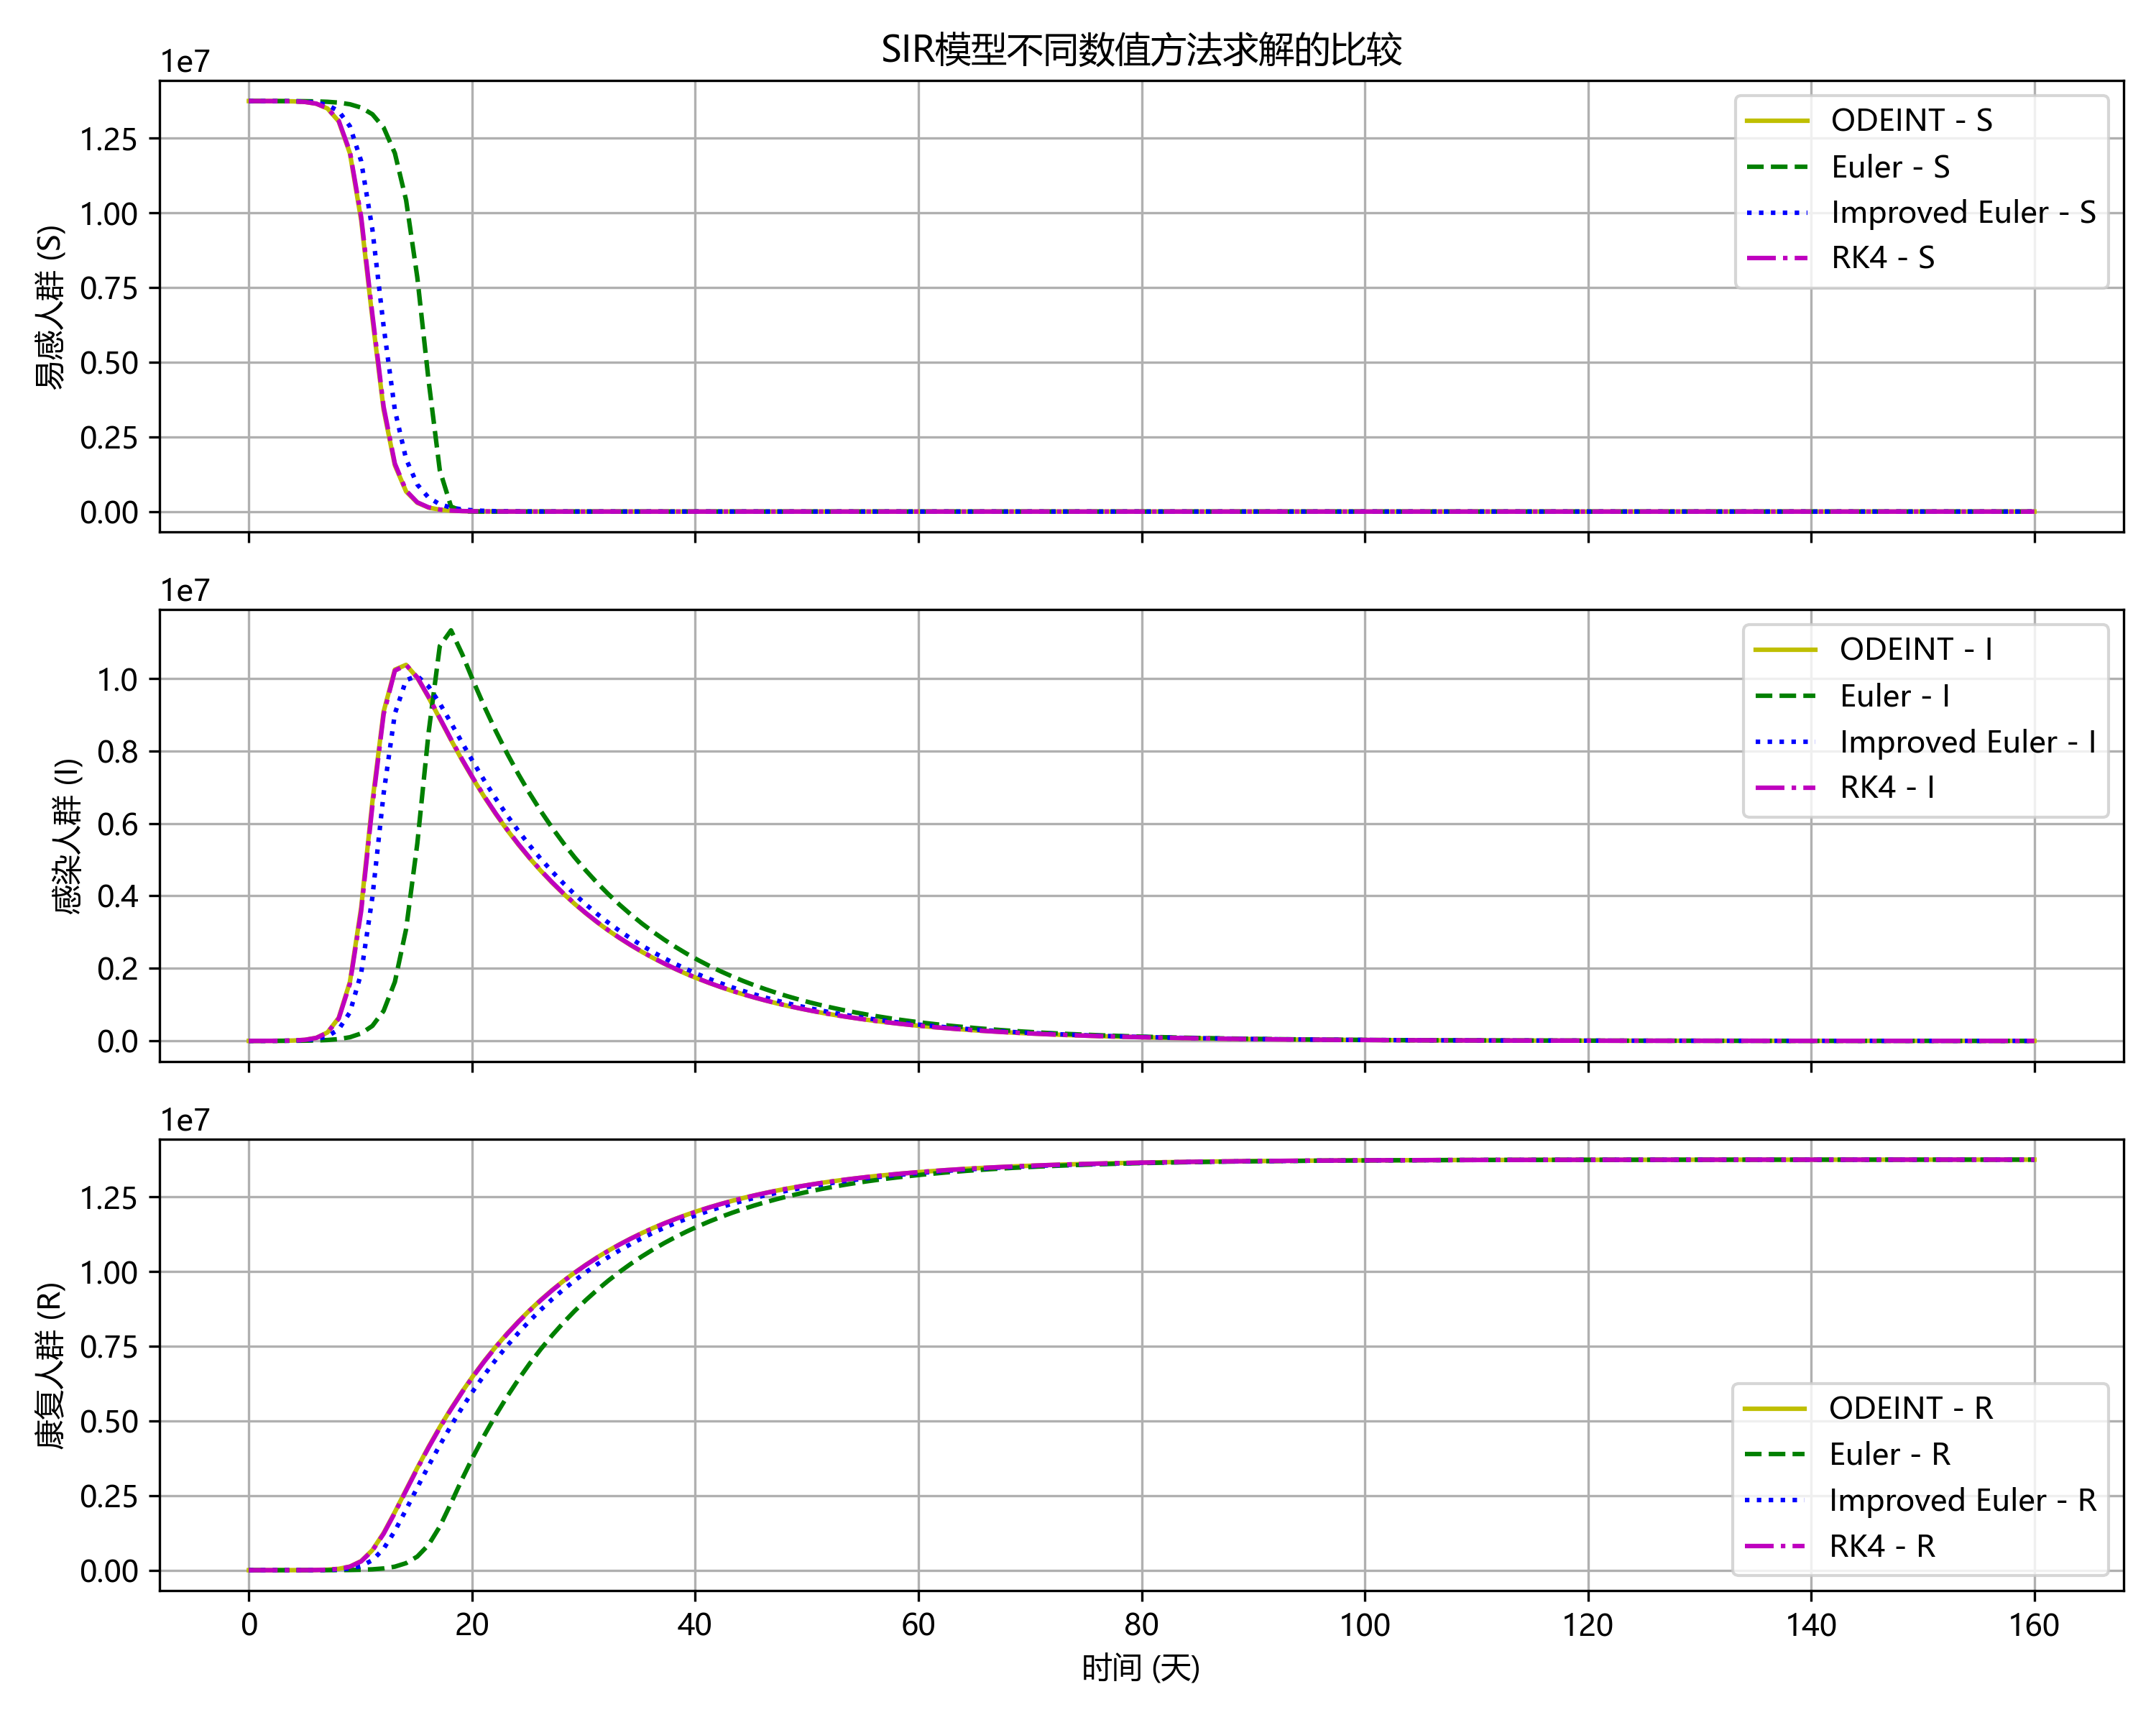 SIR模型不同数值方法求解的比较
1e7
1.25
1.00
0.75
0.50
0.25
0.00
易感人群 (S)
ODEINT - S
Euler - S
Improved Euler - S
RK4 - S
1e7
1.0
0.8
0.6
0.4
0.2
0.0
感染人群 (I)
ODEINT - I
Euler - I
Improved Euler - I
RK4 - I
1e7
1.25
1.00
0.75
0.50
0.25
0.00
康复人群 (R)
ODEINT - R
Euler - R
Improved Euler - R
RK4 - R
0 20 40 60 80 100 120 140 160
时间 (天)